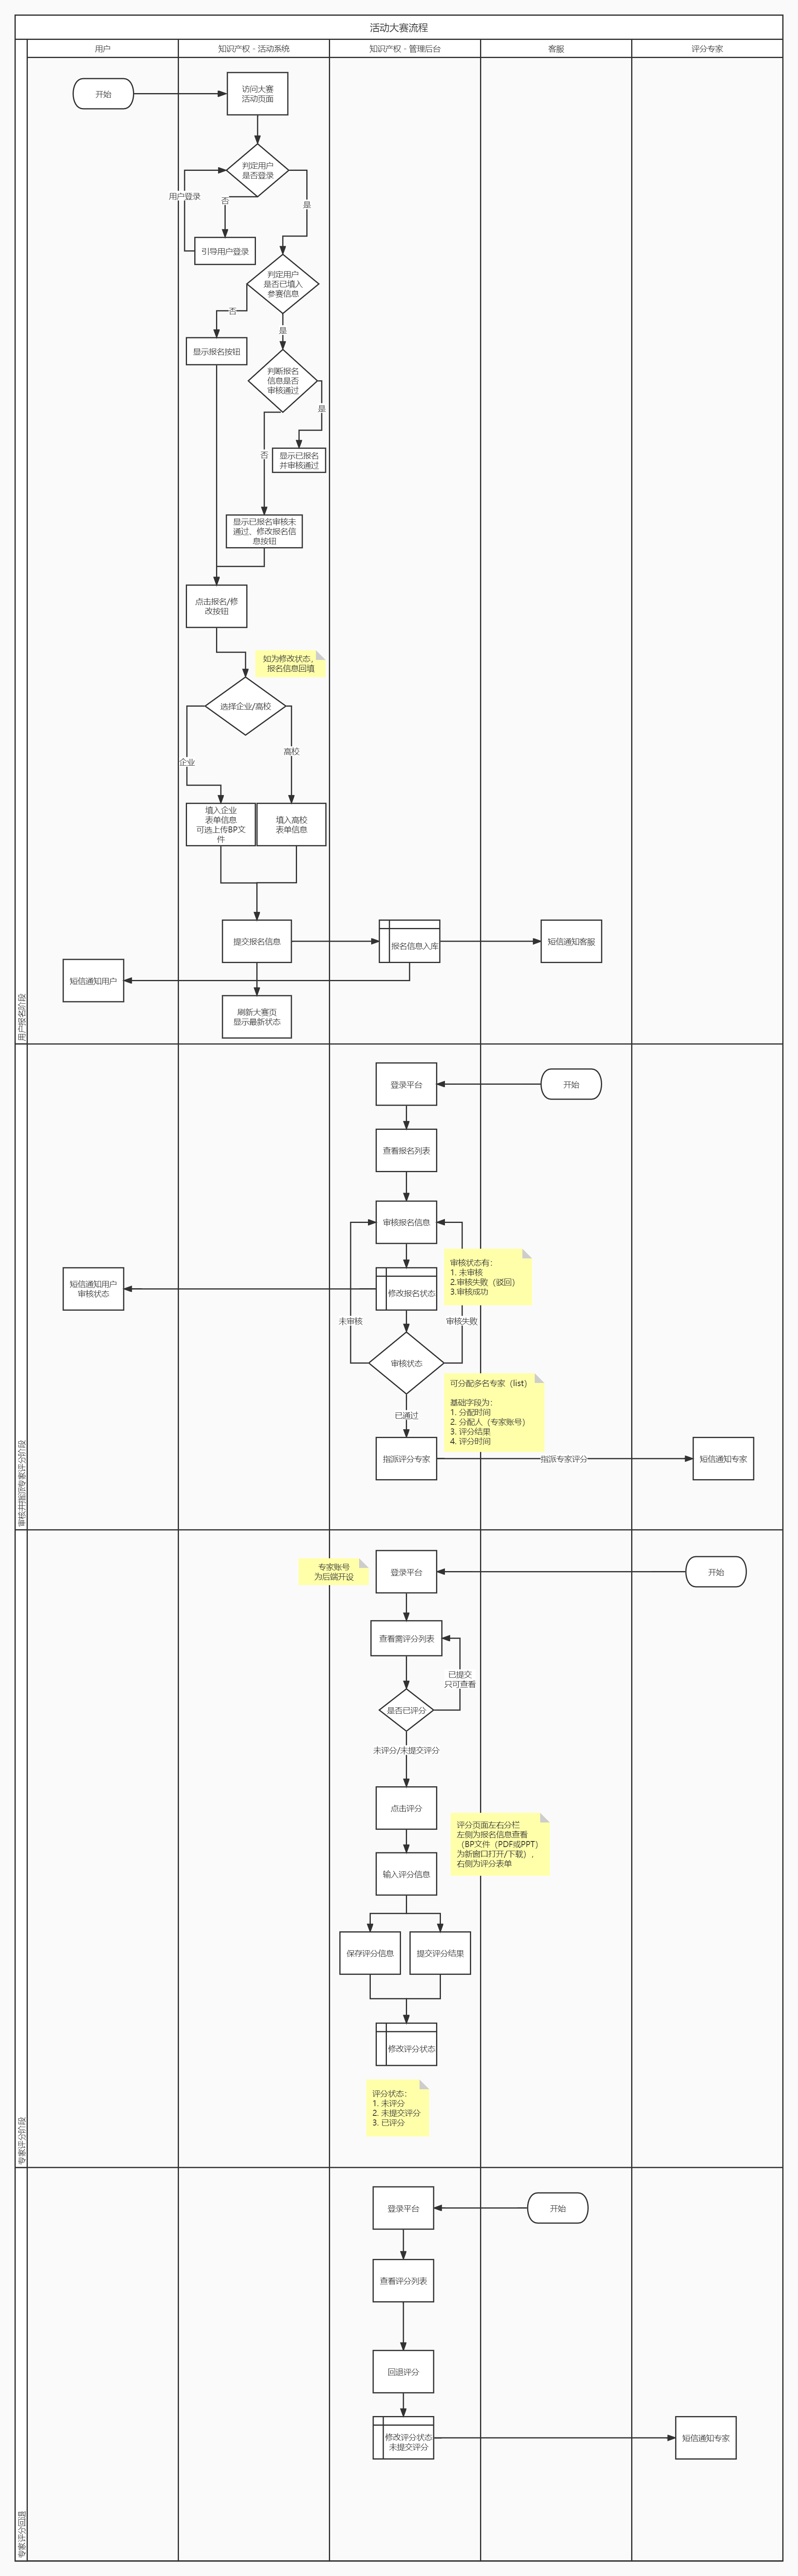 活动大赛流程
用户
知识产权 - 活动系统
知识产权 - 管理后台
客服
评分专家
用户报名阶段
开始
访问大赛
活动页面
判定用户
是否登录
用户登录
否
是
引导用户登录
判定用户
是否已填入
参赛信息
否
是
显示报名按钮
判断报名
信息是否
审核通过
是
否
显示已报名
并审核通过
显示已报名审核未
通过、修改报名信
息按钮
点击报名/修
改按钮
如为修改状态,
报名信息回填
选择企业/高校
企业
高校
填入企业
表单信息
可选上传BP文
件
填入高校
表单信息
提交报名信息
报名信息入库
短信通知客服
短信通知用户
刷新大赛页
显示最新状态
审核并指派专家评分阶段
登录平台
开始
查看报名列表
审核报名信息
审核状态有：
1. 未审核
2.审核失败（驳回）
3.审核成功
短信通知用户
审核状态
修改报名状态
未审核
审核失败
审核状态
可分配多名专家（list）
基础字段为：
1. 分配时间
2. 分配人（专家账号）
3. 评分结果
4. 评分时间
已通过
指派评分专家
指派专家评分
短信通知专家
专家评分阶段
专家账号
为后端开设
登录平台
开始
查看需评分列表
已提交
只可查看
是否已评分
未评分/未提交评分
点击评分
评分页面左右分栏
左侧为报名信息查看
（BP文件（PDF或PPT）
为新窗口打开/下载），
右侧为评分表单
输入评分信息
保存评分信息
提交评分结果
修改评分状态
评分状态：
1. 未评分
2. 未提交评分
3. 已评分
专家评分回退
登录平台
开始
查看评分列表
回退评分
修改评分状态
未提交评分
短信通知专家